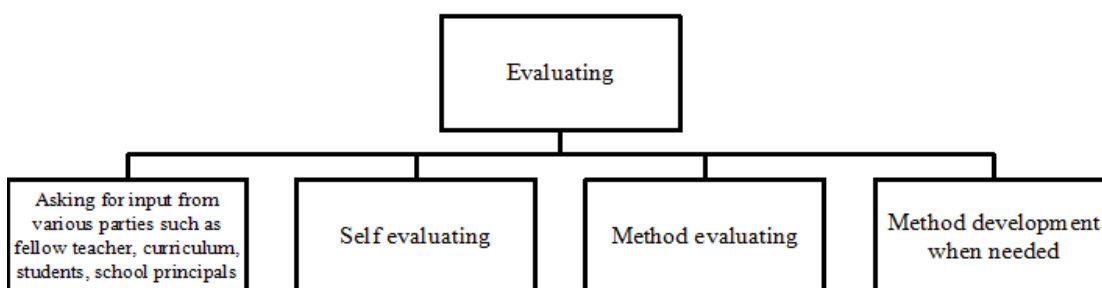 Evaluating
Asking for input from
various parties such as
fellow teacher, curriculum,
students, school principals
Self evaluating
Method evaluating
Method development
when needed